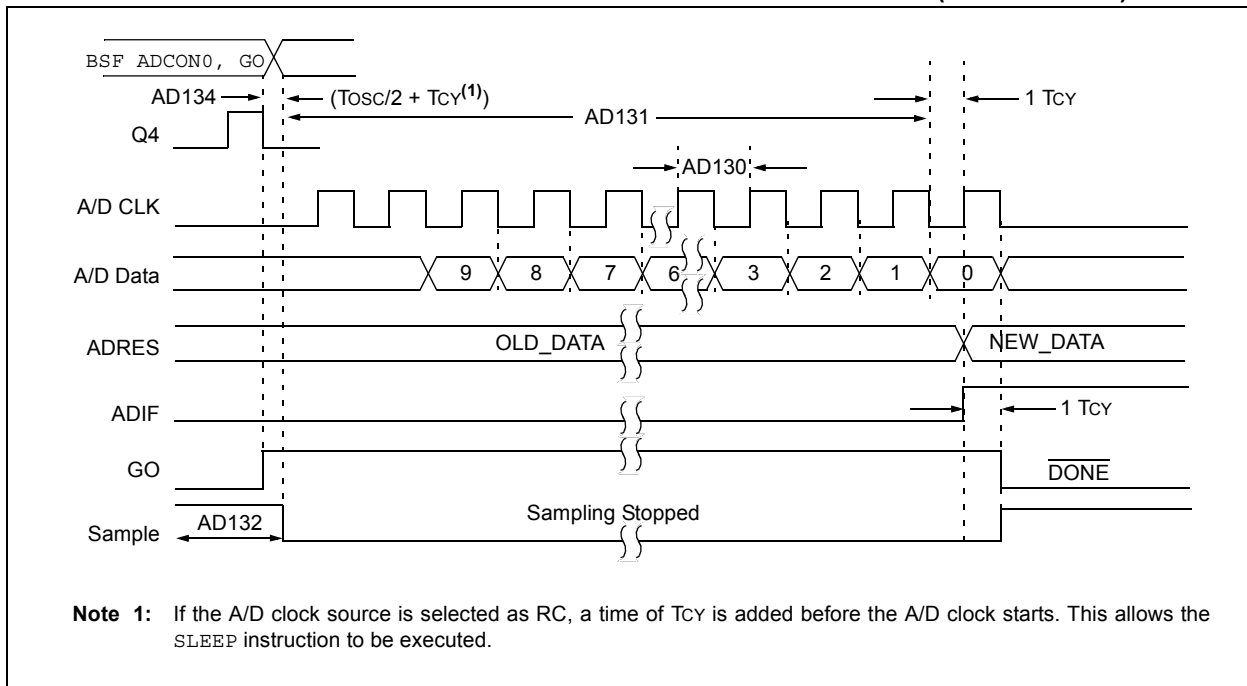 BSF ADCON0, GO
AD134
(TOSC/2 + TCY(1))
1 TCY
AD131
Q4
AD130
A/D CLK
A/D Data
9
8
7
6
3
2
1
0
ADRES
OLD_DATA
NEW_DATA
ADIF
1 TCY
GO
DONE
Sample
AD132
Sampling Stopped
Note 1: If the A/D clock source is selected as RC, a time of TCY is added before the A/D clock starts. This allows the
SLEEP instruction to be executed.